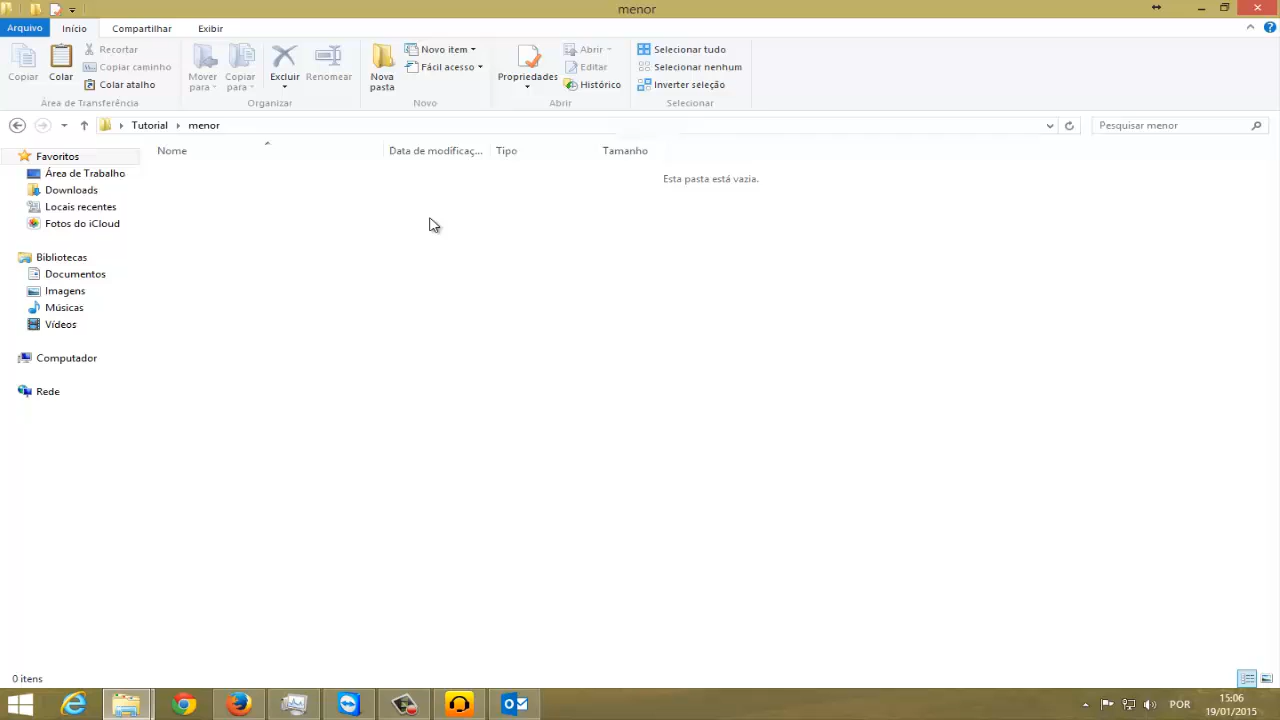 menor
Arquivo Início Compartilhar Exibir
Copiar
Colar
Recortar
Copiar caminho
Colar atalho
Área de Transferência
Mover para
Copiar para
Excluir
Renomear
Organizar
Nova pasta
Novo item
Fácil acesso
Novo
Propriedades
Abrir
Editar
Histórico
Abrir
Selecionar tudo
Selecionar nenhum
Inverter seleção
Selecionar
Tutorial menor
Pesquisar menor
Nome Data de modificaç... Tipo Tamanho
Esta pasta está vazia.
Favoritos
Área de Trabalho
Downloads
Locais recentes
Fotos do iCloud
Bibliotecas
Documentos
Imagens
Músicas
Vídeos
Computador
Rede
0 itens
POR
15:06
19/01/2015